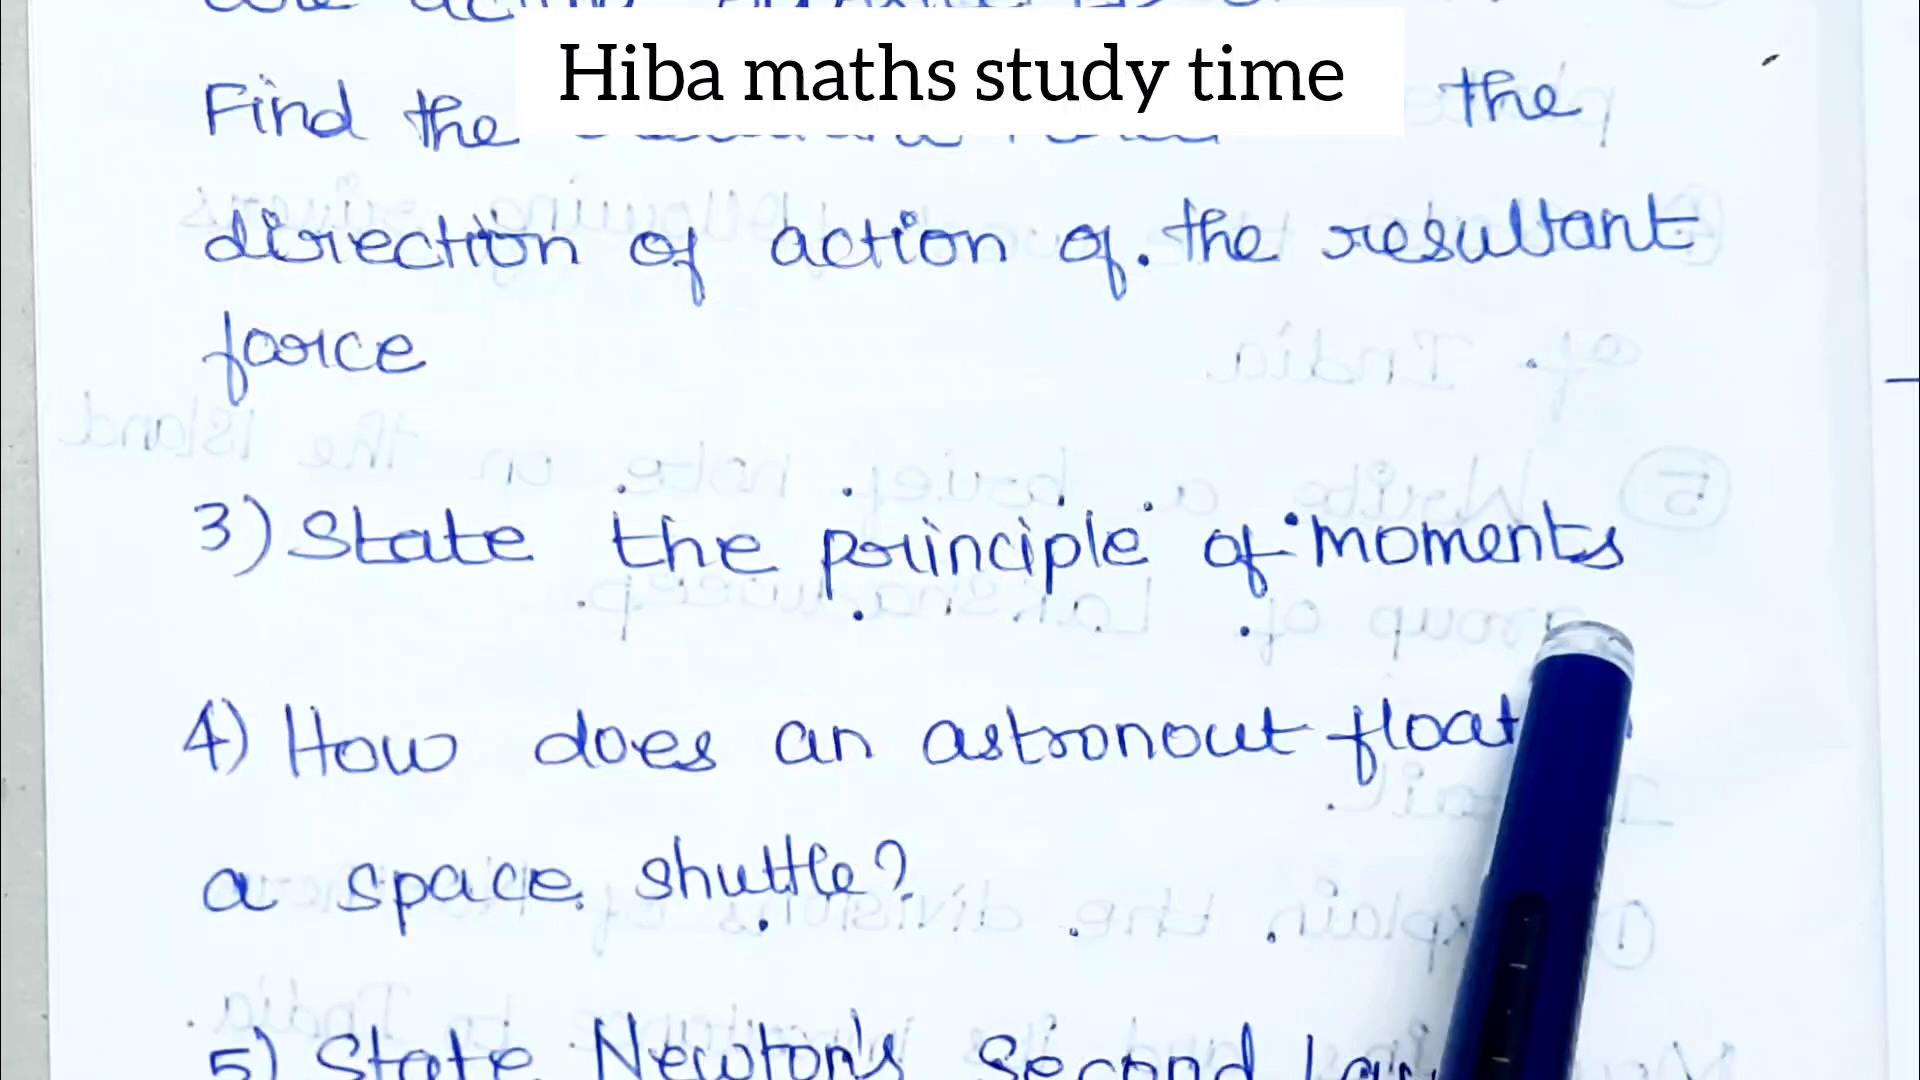 Hiba maths study time
Find the the
direction of action of the resultant
force
3) State the principle of moments
4) How does an astronout float
a space shuttle?
5) State Newton's Second Law